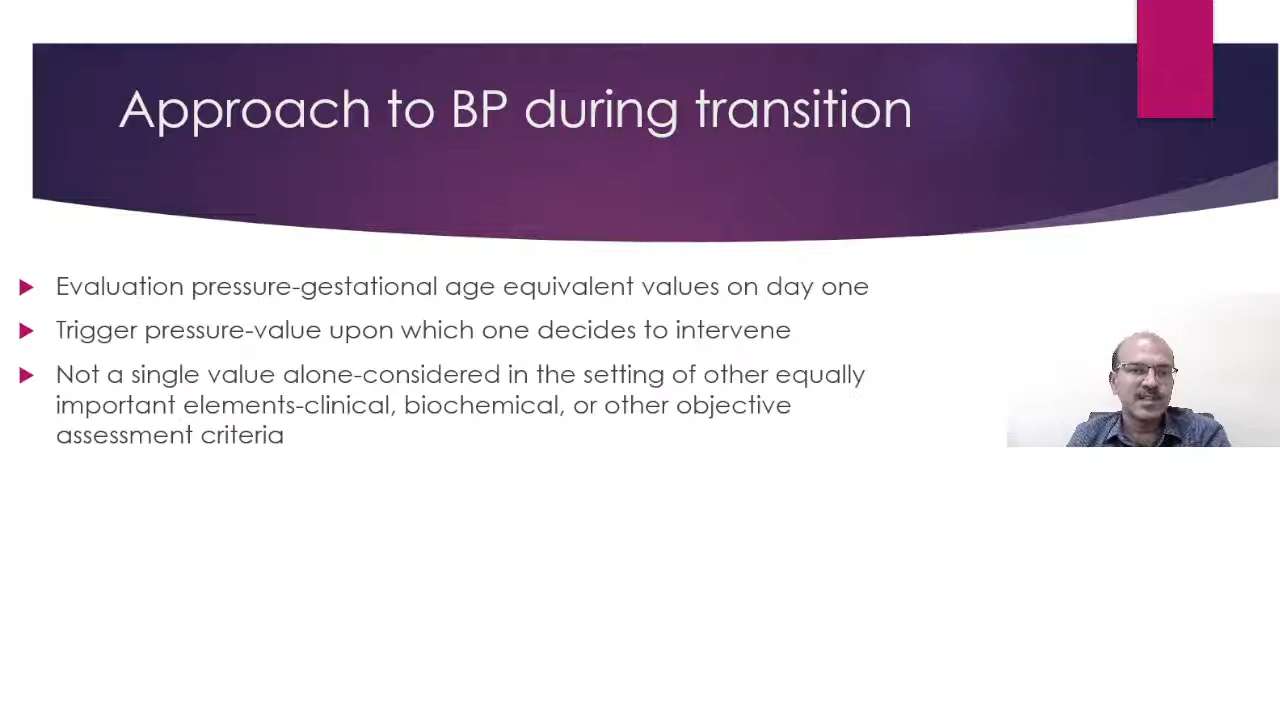 Approach to BP during transition
Evaluation pressure-gestational age equivalent values on day one
Trigger pressure-value upon which one decides to intervene
Not a single value alone-considered in the setting of other equally
important elements-clinical, biochemical, or other objective
assessment criteria